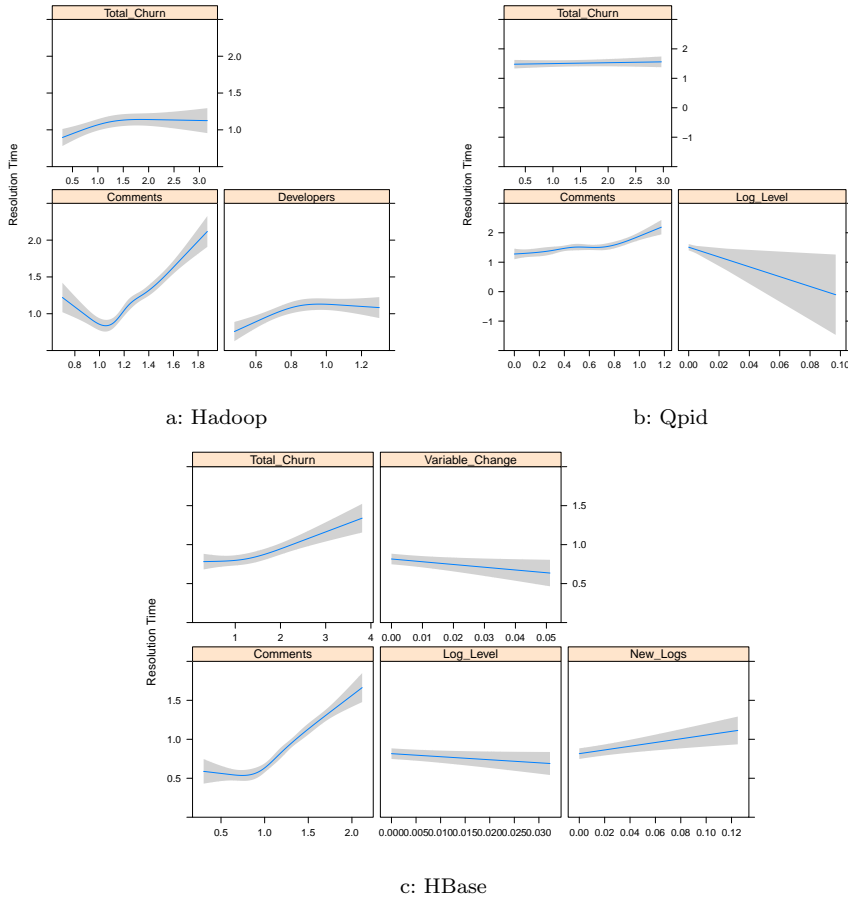 Total_Churn
2.0
1.5
1.0
0.5 1.0 1.5 2.0 2.5 3.0
Resolution Time
Comments Developers
2.0
1.5
1.0
0.8 1.0 1.2 1.4 1.6 1.8 0.6 0.8 1.0 1.2
a: Hadoop
Total_Churn
2
1
0
−1
0.5 1.0 1.5 2.0 2.5 3.0
Resolution Time
Comments Log_Level
2
1
0
−1
0.0 0.2 0.4 0.6 0.8 1.0 1.2 0.00 0.02 0.04 0.06 0.08 0.10
b: Qpid
Total_Churn Variable_Change
1.5
1.0
0.5
1 2 3 4 0.00 0.01 0.02 0.03 0.04 0.05
Resolution Time
Comments Log_Level New_Logs
1.5
1.0
0.5
0.5 1.0 1.5 2.0 0.0000.0050.0100.0150.0200.0250.030 0.00 0.02 0.04 0.06 0.08 0.10 0.12
c: HBase